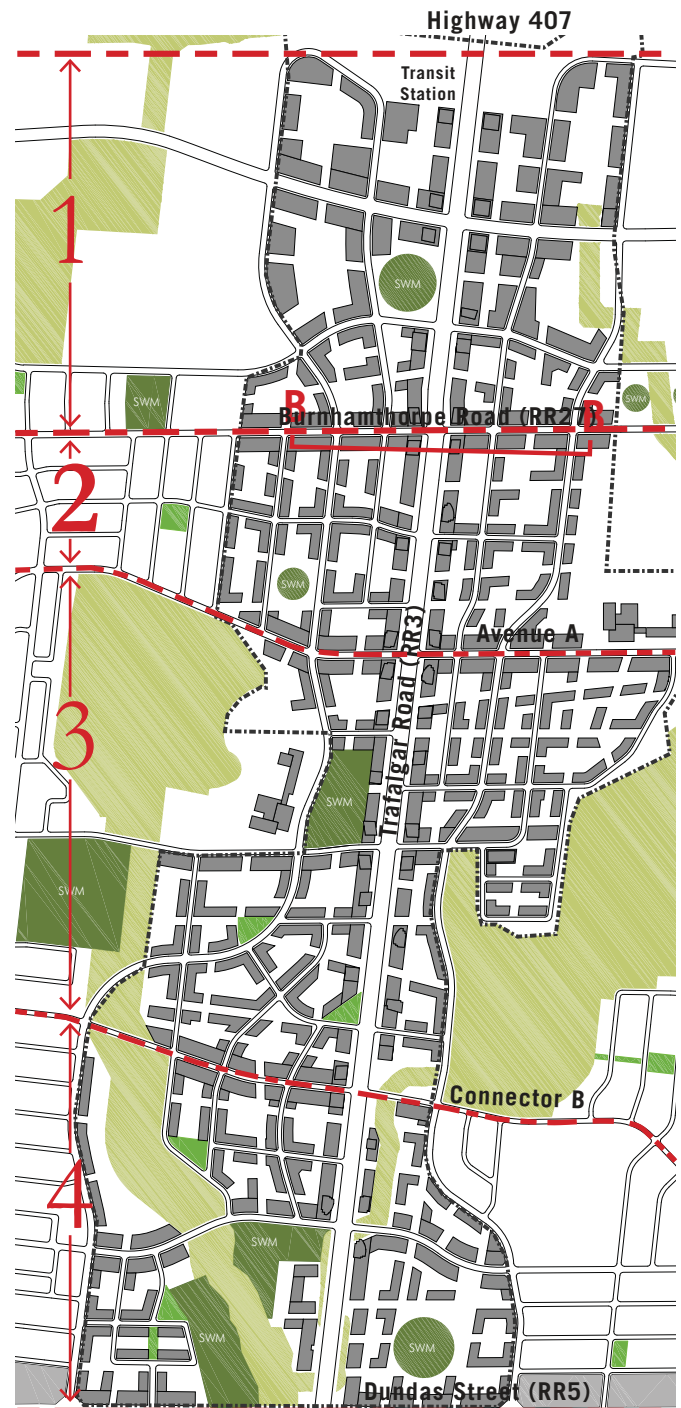 Highway 407
Transit
Station
1
SWM
SWM
SWM
B
B
Burnhamthorpe Road (RR27)
2
SWM
Avenue A
Trafalgar Road (RR3)
3
SWM
SWM
Connector B
4
SWM
SWM
SWM
Dundas Street (RR5)